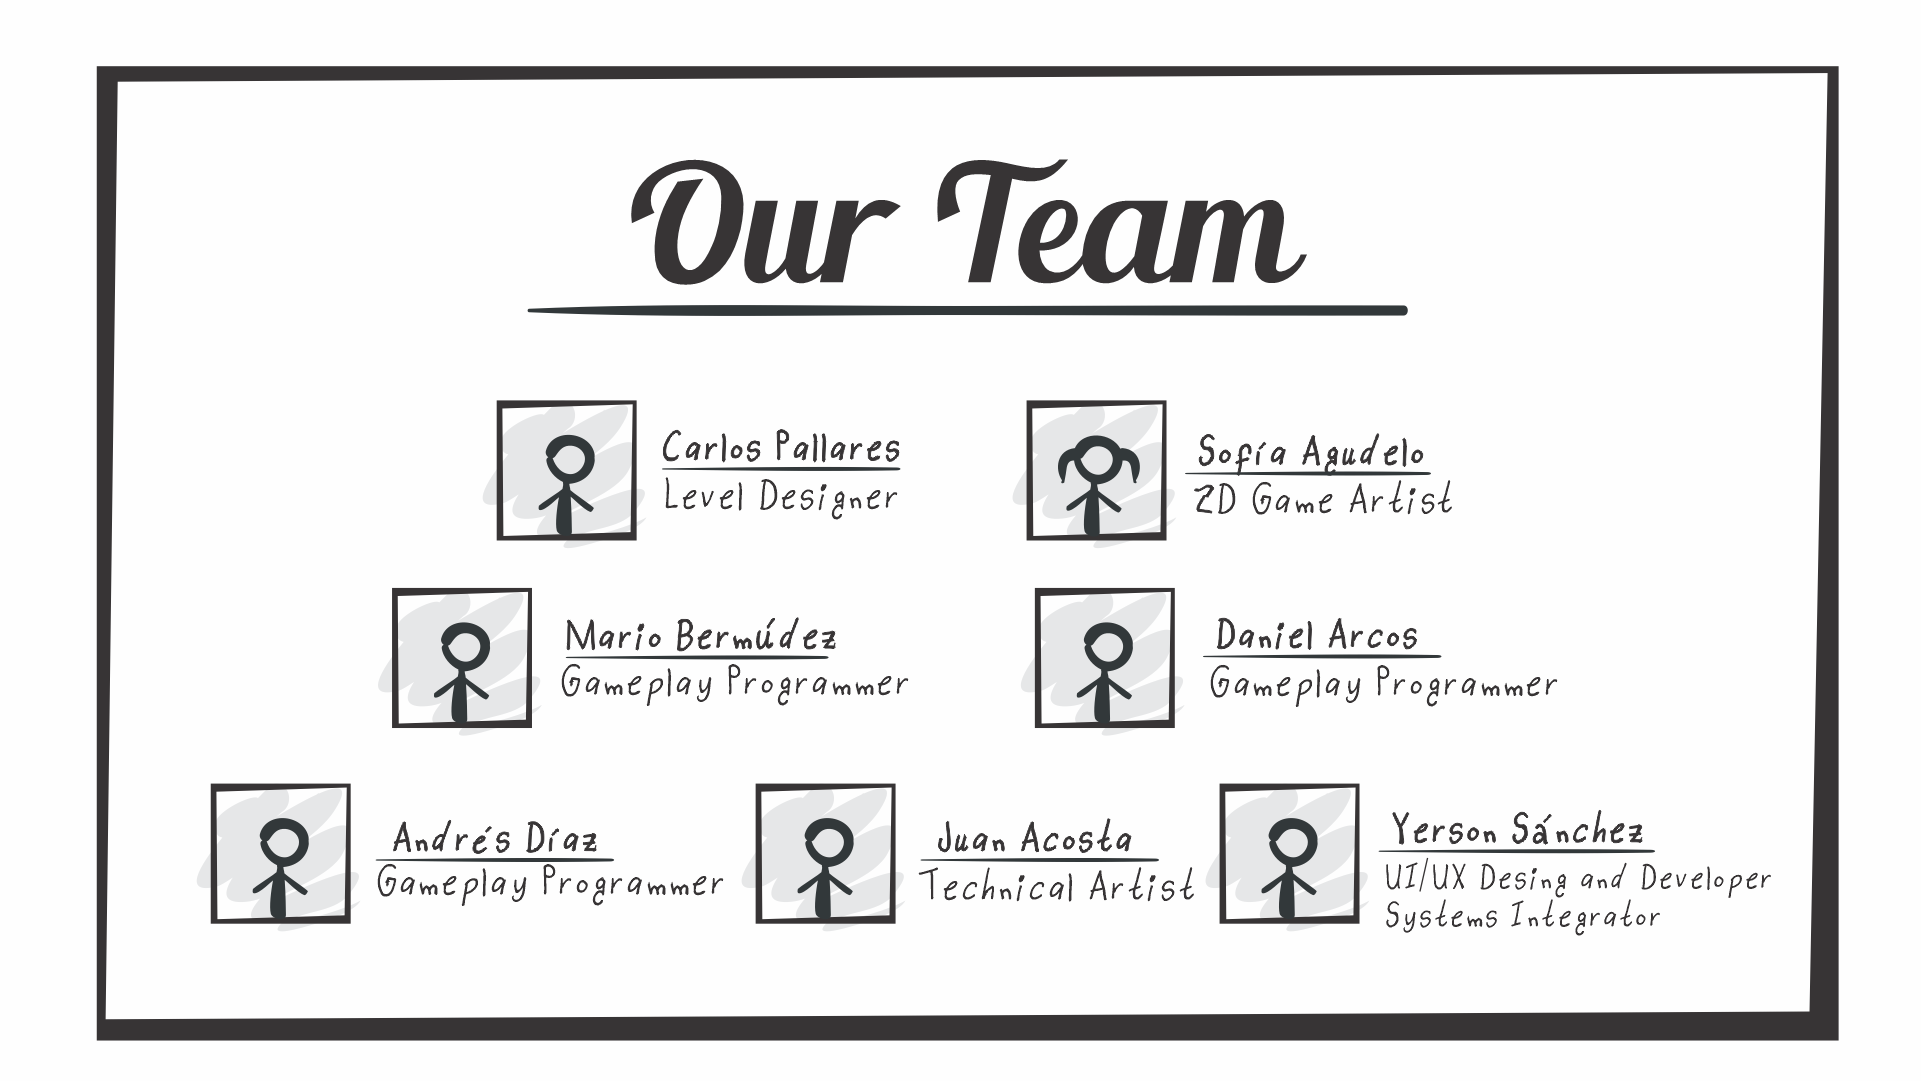 Our Team
Carlos Pallares
Level Designer
Sofía Agudelo
2D Game Artist
Mario Bermúdez
Gameplay Programmer
Daniel Arcos
Gameplay Programmer
Andrés Díaz
Gameplay Programmer
Juan Acosta
Technical Artist
Yerson Sánchez
UI/UX Desing and Developer
Systems Integrator